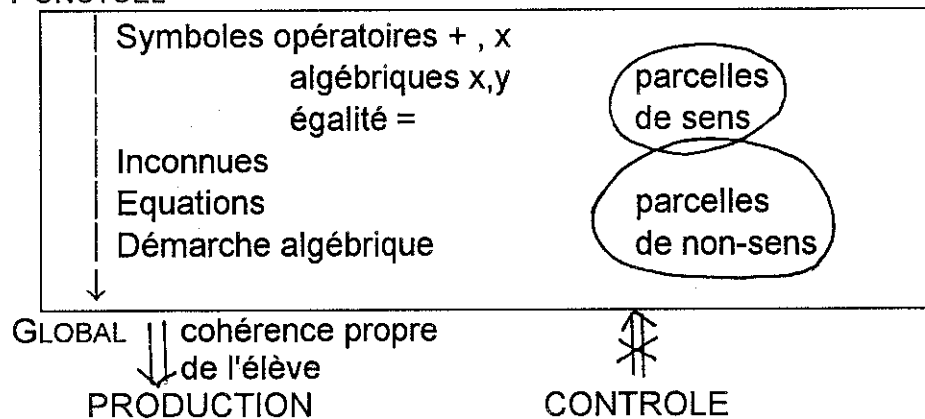 Symboles opératoires + , x
algébriques x,y
égalité =
parcelles
de sens
Inconnues
Equations
Démarche algébrique
parcelles
de non-sens
GLOBAL
cohérence propre
de l'élève
PRODUCTION
CONTROLE